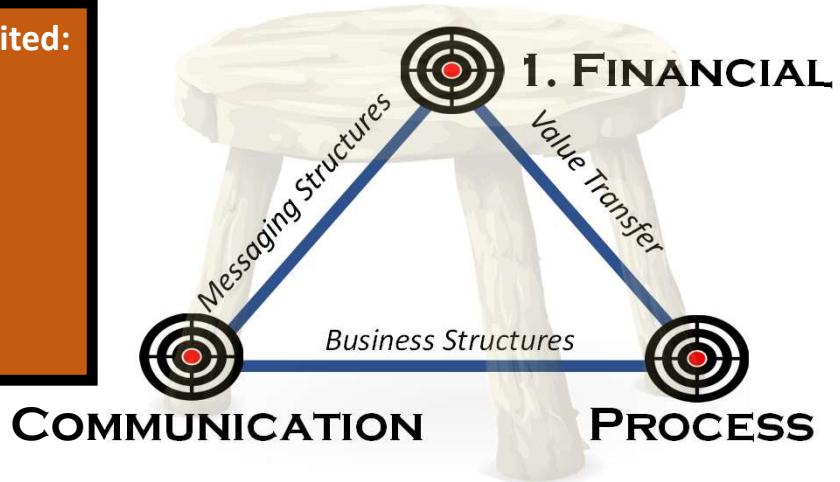 ited:
1. FINANCIAL
Messaging Structures
Value Transfer
Business Structures
COMMUNICATION
PROCESS